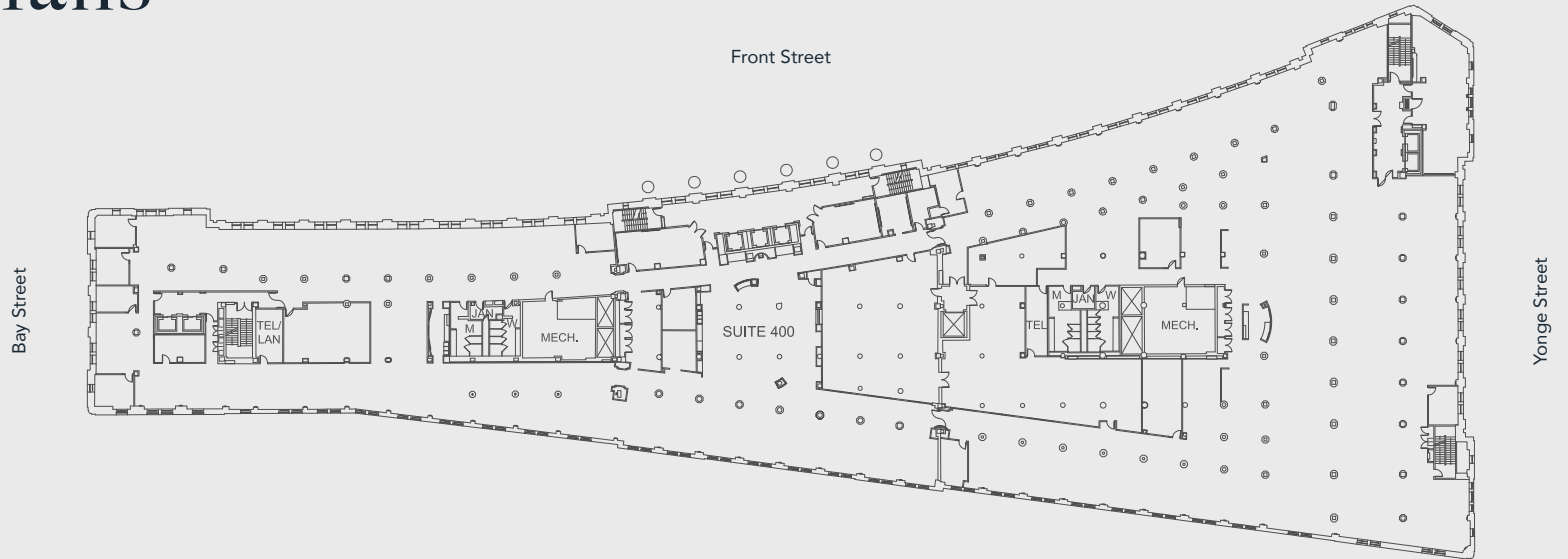 Front Street
Bay Street
Yonge Street
TEL/
LAN
JAN
M
W
MECH.
SUITE 400
TEL
M
JAN
W
MECH.